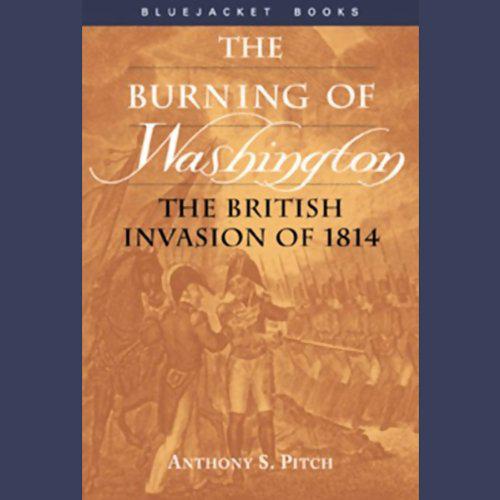 BLUEJACKET BOOKS
THE
BURNING OF
Washington
THE BRITISH
INVASION OF 1814
ANTHONY S. PITCH